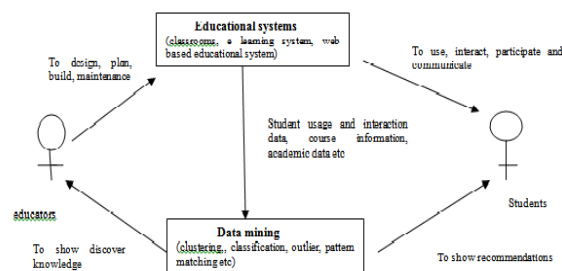 Educational systems
(classrooms, e learning system, web
based educational system)
To design, plan,
build, maintenance
To use, interact, participate and
communicate
Student usage and interaction
data, course information,
academic data etc
educators
Students
Data mining
(clustering,, classification, outlier, pattern
matching etc)
To show discover
knowledge
To show recommendations